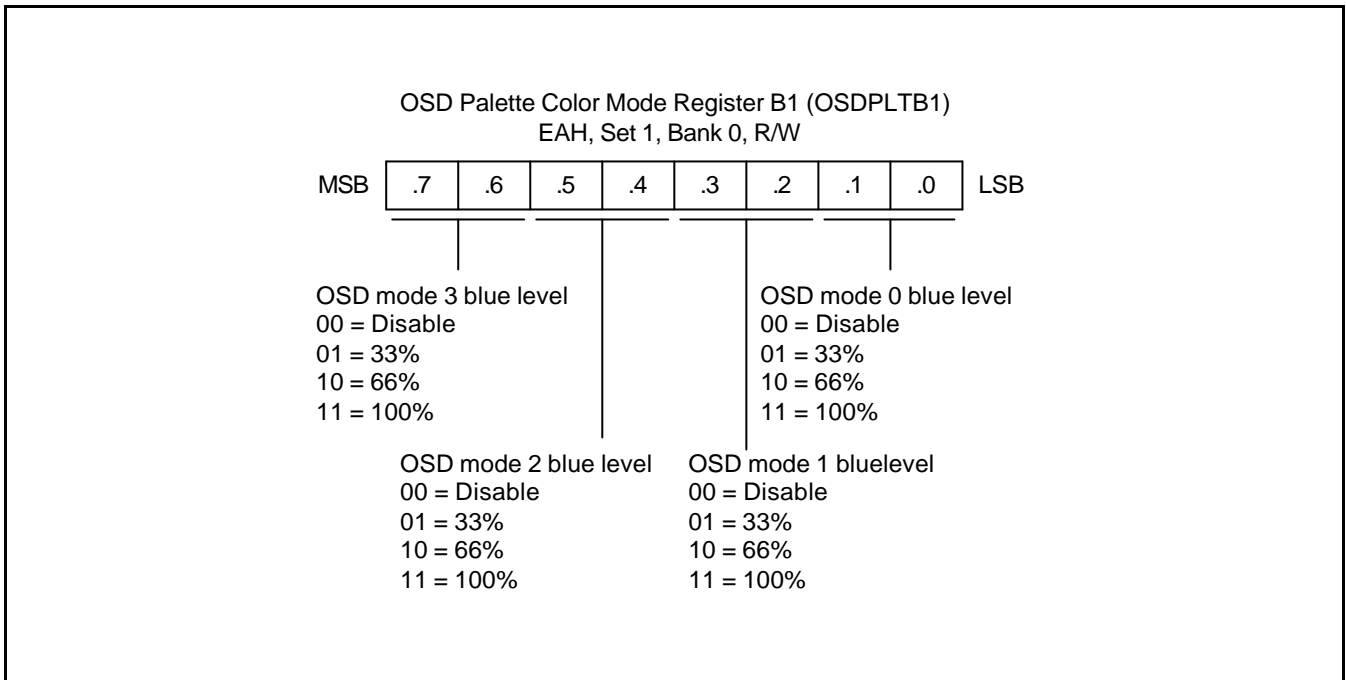 OSD Palette Color Mode Register B1 (OSDPLTB1)
EAH, Set 1, Bank 0, R/W
MSB .7 .6 .5 .4 .3 .2 .1 .0 LSB
OSD mode 3 blue level
00 = Disable
01 = 33%
10 = 66%
11 = 100%
OSD mode 0 blue level
00 = Disable
01 = 33%
10 = 66%
11 = 100%
OSD mode 2 blue level
00 = Disable
01 = 33%
10 = 66%
11 = 100%
OSD mode 1 bluelevel
00 = Disable
01 = 33%
10 = 66%
11 = 100%